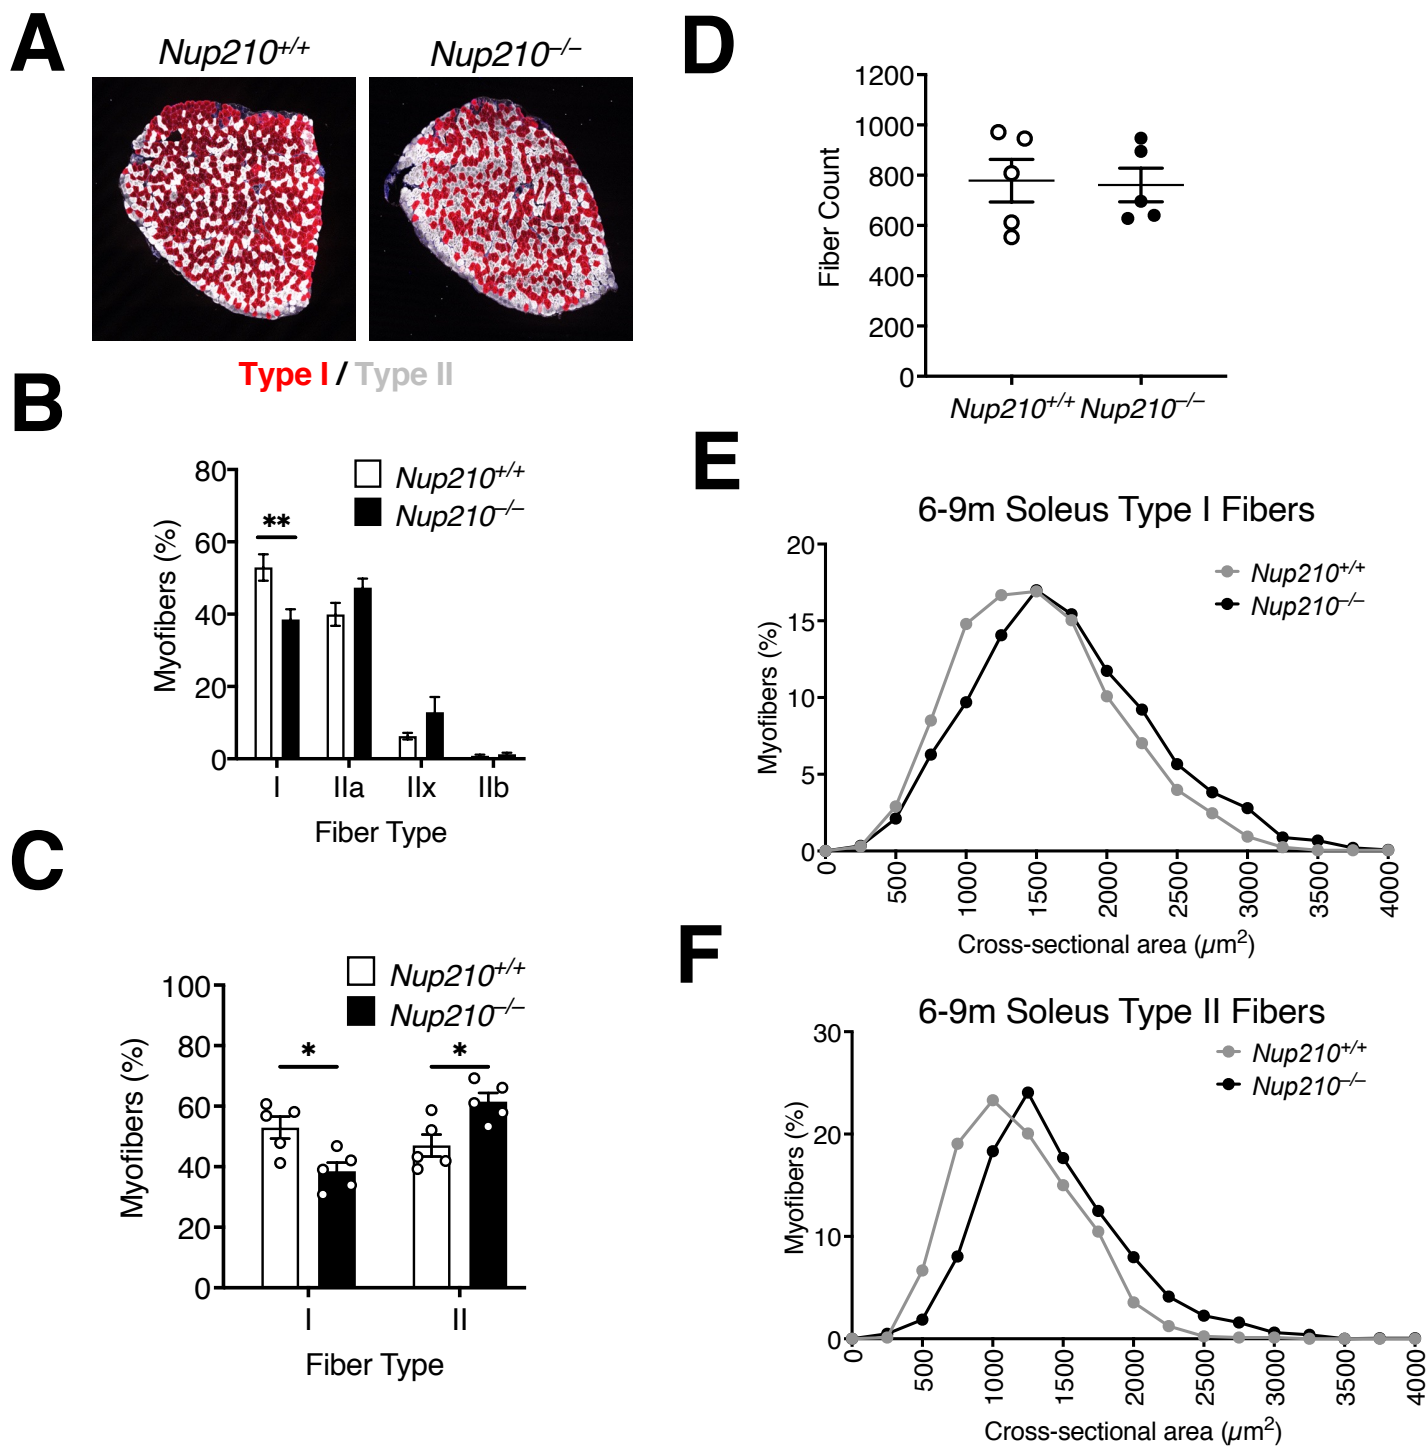 A
Nup210+/+
Nup210–/–
Type I / Type II
B
80
60
40
20
0
Myofibers (%)
**
Nup210+/+
Nup210–/–
I IIa IIx IIb
Fiber Type
C
100
80
60
40
20
0
Myofibers (%)
* *
Nup210+/+
Nup210–/–
I II
Fiber Type
D
1200
1000
800
600
400
200
0
Fiber Count
Nup210+/+ Nup210–/–
E
6-9m Soleus Type I Fibers
20
15
10
5
0
Myofibers (%)
Nup210+/+
Nup210–/–
0 500 1000 1500 2000 2500 3000 3500 4000
Cross-sectional area (µm2)
F
6-9m Soleus Type II Fibers
30
20
10
0
Myofibers (%)
Nup210+/+
Nup210–/–
0 500 1000 1500 2000 2500 3000 3500 4000
Cross-sectional area (µm2)